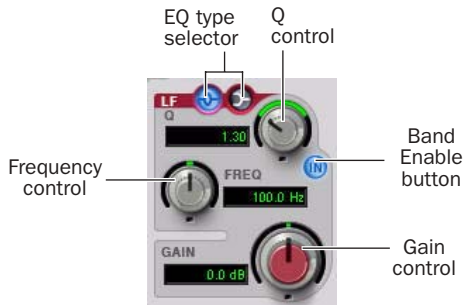 EQ type
selector
Q
control
LF
Q
1.30
IN
Band
Enable
button
Frequency
control
FREQ
100.0 Hz
GAIN
0.0 dB
Gain
control